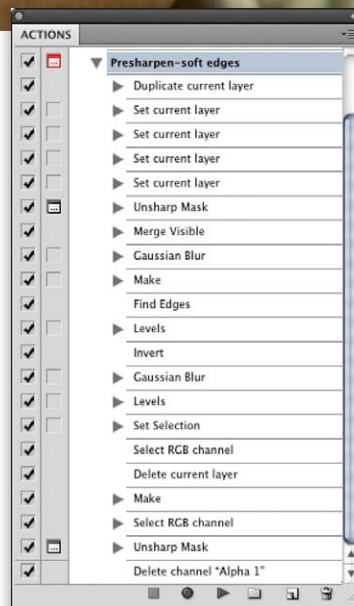 ACTIONS
Presharpen-soft edges
Duplicate current layer
Set current layer
Set current layer
Set current layer
Set current layer
Unsharp Mask
Merge Visible
Gaussian Blur
Make
Find Edges
Levels
Invert
Gaussian Blur
Levels
Set Selection
Select RGB channel
Delete current layer
Make
Select RGB channel
Unsharp Mask
Delete channel "Alpha 1"